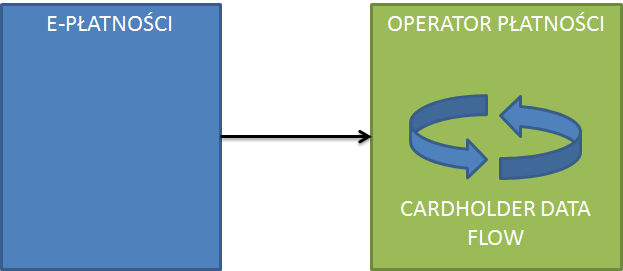 E-PŁATNOŚCI
OPERATOR PŁATNOŚCI
CARDHOLDER DATA
FLOW